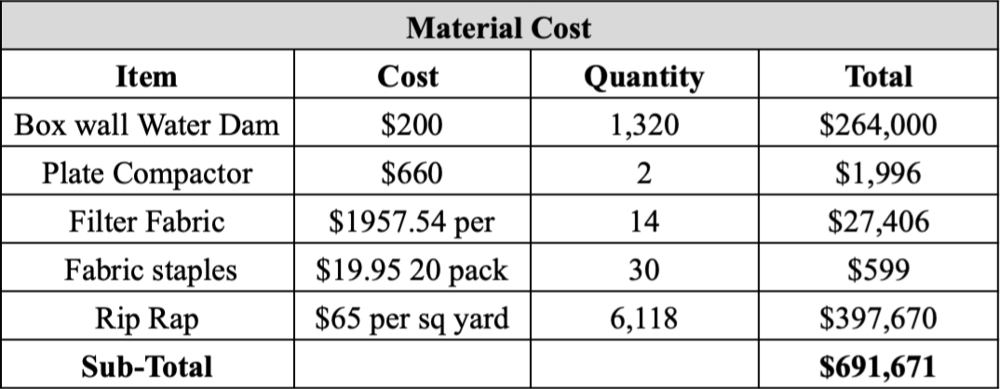 Material Cost
Item Cost Quantity Total
Box wall Water Dam $200 1,320 $264,000
Plate Compactor $660 2 $1,996
Filter Fabric $1957.54 per 14 $27,406
Fabric staples $19.95 20 pack 30 $599
Rip Rap $65 per sq yard 6,118 $397,670
Sub-Total $691,671